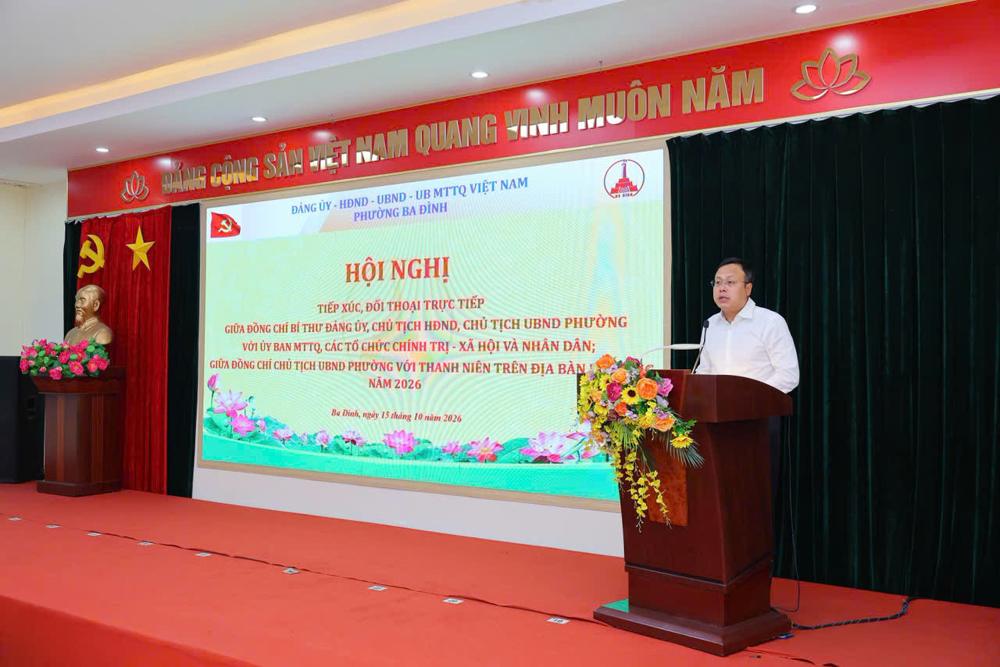 ĐẢNG CỘNG SẢN VIỆT NAM QUANG VINH MUÔN NĂM
ĐẢNG ỦY - HĐND - UBND - UB MTTQ VIỆT NAM
PHƯỜNG BA ĐÌNH
BA ĐÌNH
HỘI NGHỊ
TIẾP XÚC, ĐỐI THOẠI TRỰC TIẾP
GIỮA ĐỒNG CHÍ BÍ THƯ ĐẢNG ỦY, CHỦ TỊCH HĐND, CHỦ TỊCH UBND PHƯỜNG
VỚI ỦY BAN MTTQ, CÁC TỔ CHỨC CHÍNH TRỊ - XÃ HỘI VÀ NHÂN DÂN;
GIỮA ĐỒNG CHÍ CHỦ TỊCH UBND PHƯỜNG VỚI THANH NIÊN TRÊN ĐỊA BÀN
NĂM 2026
Ba Đình, ngày 15 tháng 10 năm 2026